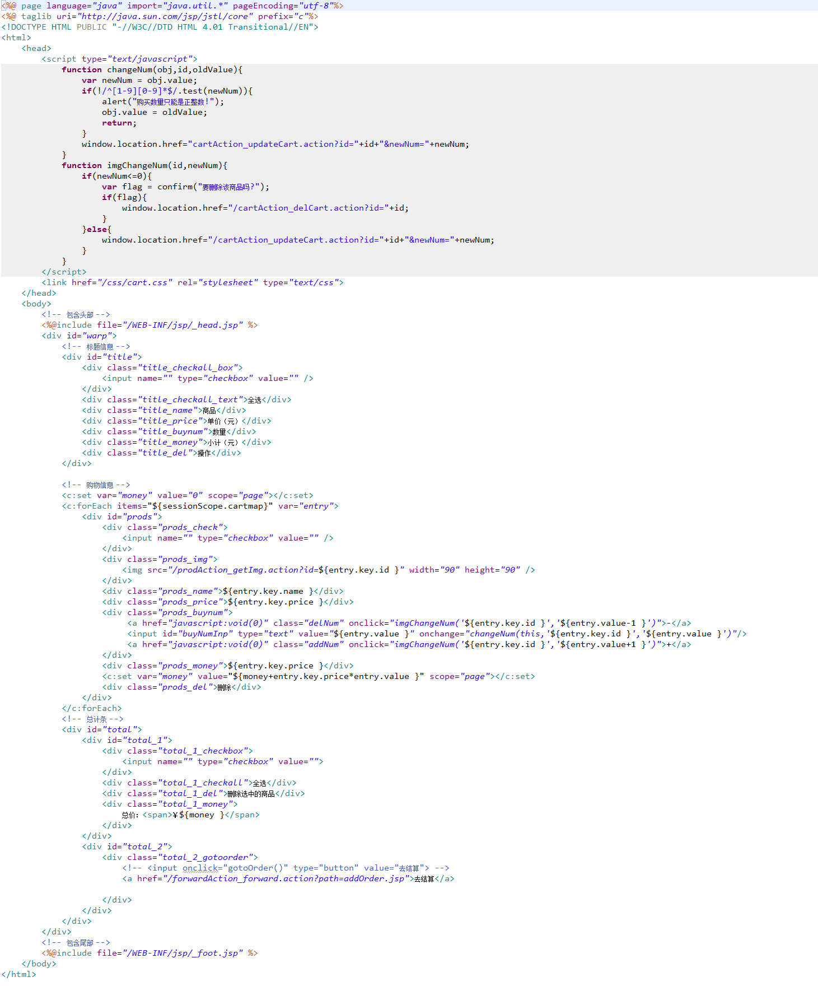 <%@ page language="java" import="java.util.*" pageEncoding="utf-8"%>
<%@ taglib uri="http://java.sun.com/jsp/jstl/core" prefix="c"%>
<!DOCTYPE HTML PUBLIC "-//W3C//DTD HTML 4.01 Transitional//EN">
<html>
    <head>
        <script type="text/javascript">
            function changeNum(obj,id,oldValue){
                var newNum = obj.value;
                if(!/^[1-9][0-9]*$/.test(newNum)){
                    alert("购买数量只能是正整数!");
                    obj.value = oldValue;
                    return;
                }
                window.location.href="cartAction_updateCart.action?id="+id+"&newNum="+newNum;
            }
            function imgChangeNum(id,newNum){
                if(newNum<=0){
                    var flag = confirm("要删除该商品吗?");
                    if(flag){
                        window.location.href="/cartAction_delCart.action?id="+id;
                    }
                }else{
                    window.location.href="/cartAction_updateCart.action?id="+id+"&newNum="+newNum;
                }
            }
        </script>
        <link href="/css/cart.css" rel="stylesheet" type="text/css">
    </head>
    <body>
        <!-- 包含头部 -->
        <%@include file="/WEB-INF/jsp/_head.jsp" %>
        <div id="warp">
            <!-- 标题信息 -->
            <div id="title">
                <div class="title_checkall_box">
                    <input name="" type="checkbox" value="" />
                </div>
                <div class="title_checkall_text">全选</div>
                <div class="title_name">商品</div>
                <div class="title_price">单价（元）</div>
                <div class="title_buynum">数量</div>
                <div class="title_money">小计（元）</div>
                <div class="title_del">操作</div>
            </div>

            <!-- 购物信息 -->
            <c:set var="money" value="0" scope="page"></c:set>
            <c:forEach items="${sessionScope.cartmap}" var="entry">
                <div id="prods">
                    <div class="prods_check">
                        <input name="" type="checkbox" value="" />
                    </div>
                    <div class="prods_img">
                        <img src="/prodAction_getImg.action?id=${entry.key.id }" width="90" height="90" />
                    </div>
                    <div class="prods_name">${entry.key.name }</div>
                    <div class="prods_price">${entry.key.price }</div>
                    <div class="prods_buynum">
                         <a href="javascript:void(0)" class="delNum" onclick="imgChangeNum('${entry.key.id }','${entry.value-1 }')">-</a>
                         <input id="buyNumInp" type="text" value="${entry.value }" onchange="changeNum(this,'${entry.key.id }','${entry.value }')"/>
                         <a href="javascript:void(0)" class="addNum" onclick="imgChangeNum('${entry.key.id }','${entry.value+1 }')">+</a>
                    </div>
                    <div class="prods_money">${entry.key.price }</div>
                    <c:set var="money" value="${money+entry.key.price*entry.value }" scope="page"></c:set>
                    <div class="prods_del">删除</div>
                </div>
            </c:forEach>
            <!-- 总计条 -->
            <div id="total">
                <div id="total_1">
                    <div class="total_1_checkbox">
                        <input name="" type="checkbox" value="">
                    </div>
                    <div class="total_1_checkall">全选</div>
                    <div class="total_1_del">删除选中的商品</div>
                    <div class="total_1_money">
                        总价：<span>¥${money }</span>
                    </div>
                </div>
                <div id="total_2">
                    <div class="total_2_gotoorder">
                        <!-- <input onclick="gotoOrder()" type="button" value="去结算"> -->
                        <a href="/forwardAction_forward.action?path=addOrder.jsp">去结算</a>

                    </div>
                </div>
            </div>
        </div>
        <!-- 包含尾部 -->
        <%@include file="/WEB-INF/jsp/_foot.jsp" %>
    </body>
</html>